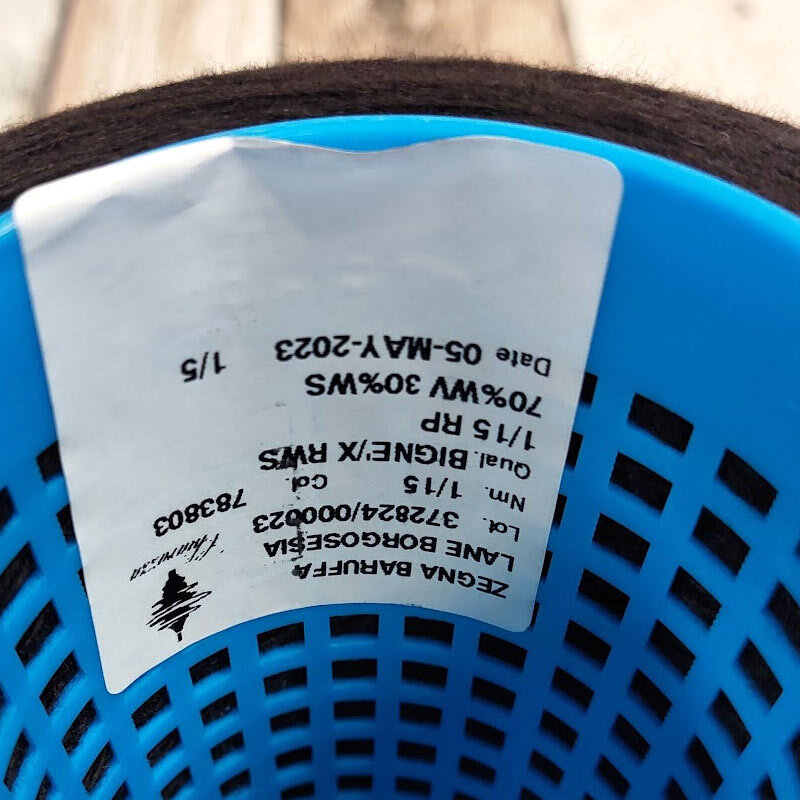 ZEGNA BARUFFA
LANE BORGOSESIA
Lot. 372824/000023
Nm. 1/15 Col. 783803
Qual. BIGNE'/X RWS
1/15 RP
70%WV 30%WS
Date 05-MAY-2023 1/5